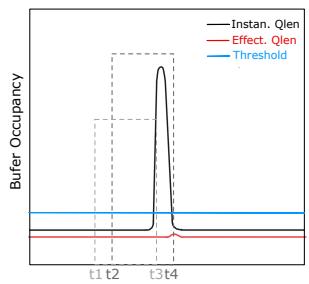 Instan. Qlen
Effect. Qlen
Threshold
Bufer Occupancy
t1 t2 t3 t4